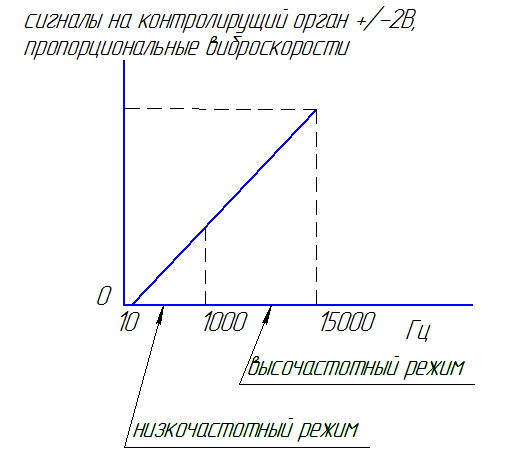 сигналы на контролирущий орган +/-2В,
пропорциональные виброскорости
0
10 1000 15000 Гц
высочастотный режим
низкочастотный режим